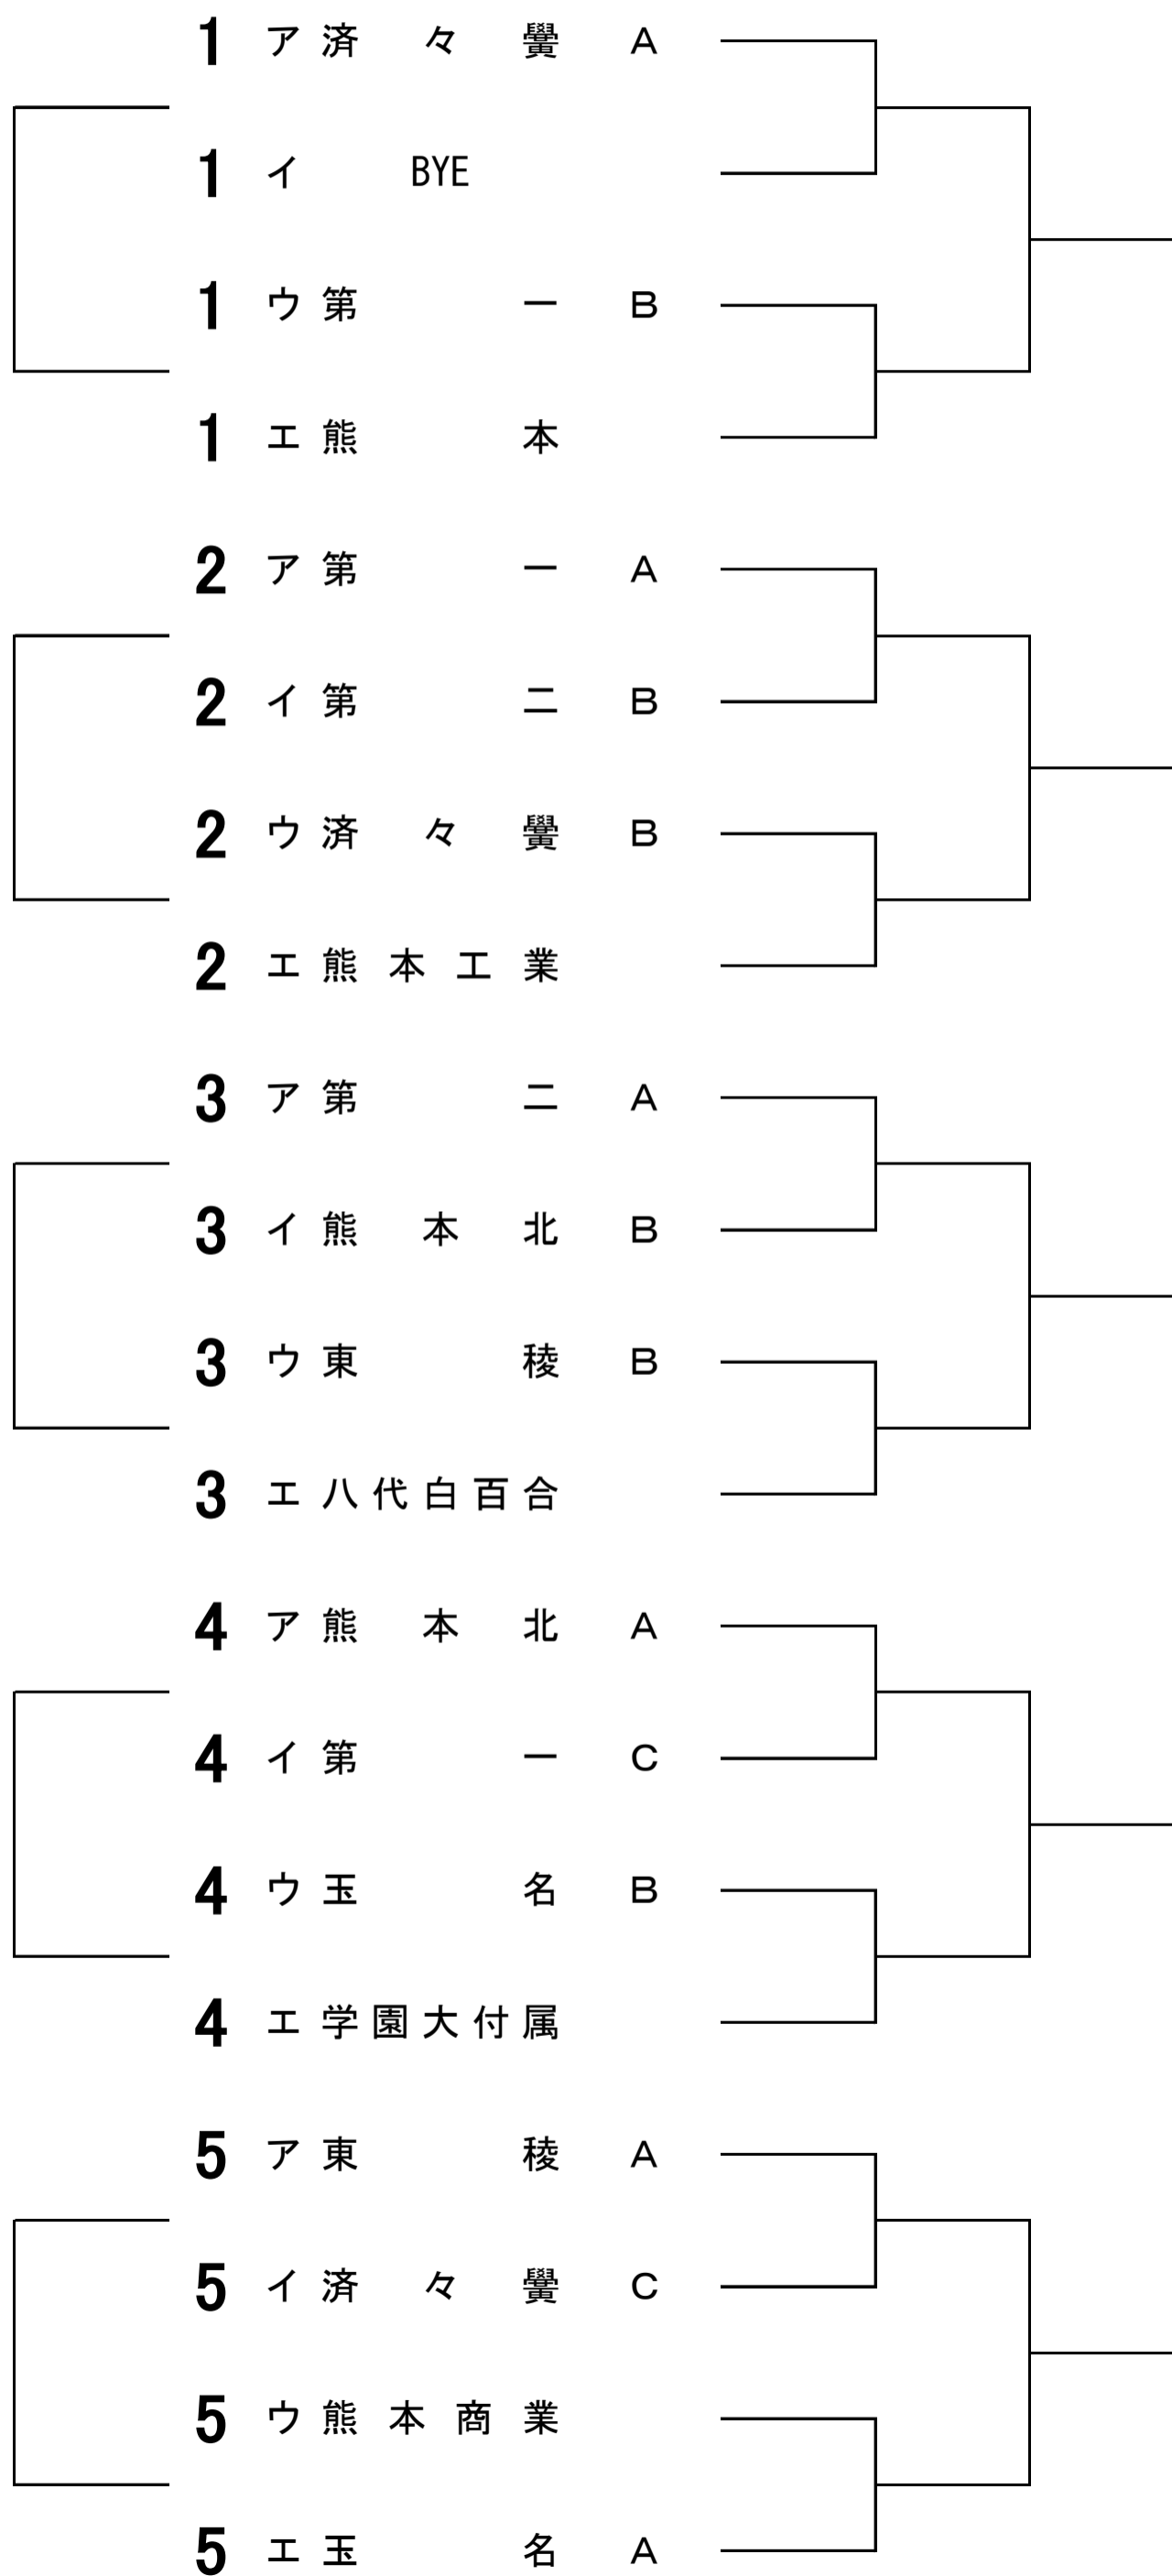 1 ア 済々黌 A
1 イ BYE
1 ウ 第一 B
1 エ 熊本
2 ア 第一 A
2 イ 第二 B
2 ウ 済々黌 B
2 エ 熊本工業
3 ア 第二 A
3 イ 熊本北 B
3 ウ 東稜 B
3 エ 八代白百合
4 ア 熊本北 A
4 イ 第一 C
4 ウ 玉名 B
4 エ 学園大付属
5 ア 東稜 A
5 イ 済々黌 C
5 ウ 熊本商業
5 エ 玉名 A